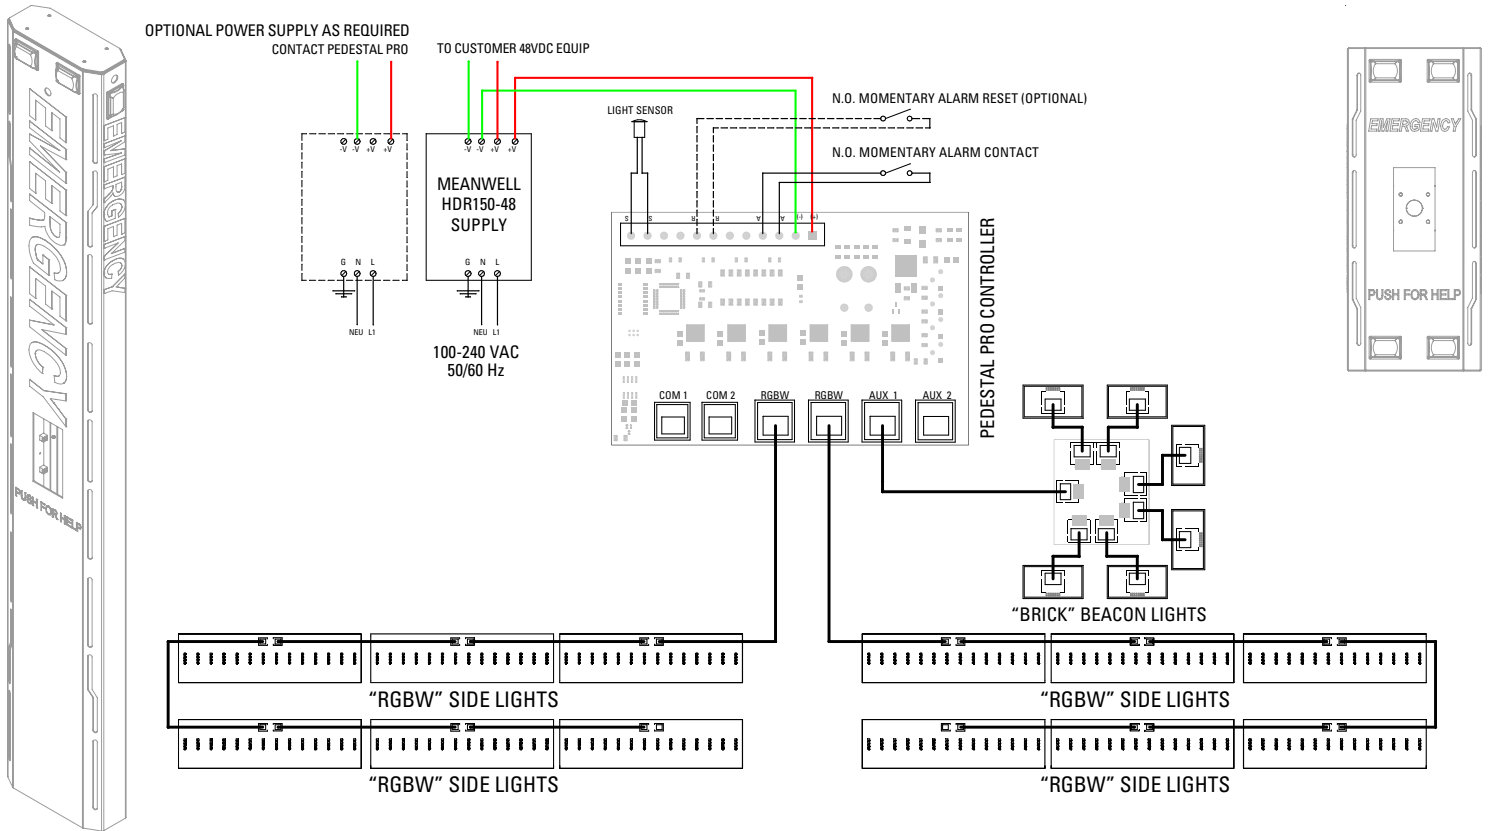 OPTIONAL POWER SUPPLY AS REQUIRED
CONTACT PEDESTAL PRO
TO CUSTOMER 48VDC EQUIP
LIGHT SENSOR
N.O. MOMENTARY ALARM RESET (OPTIONAL)
N.O. MOMENTARY ALARM CONTACT
-V -V +V +V
-V -V +V +V
MEANWELL
HDR150-48
SUPPLY
G N L
G N L
NEU L1
NEU L1
100-240 VAC
50/60 Hz
S S R R A A (-) (+)
PEDESTAL PRO CONTROLLER
COM 1 COM 2 RGBW RGBW AUX 1 AUX 2
"BRICK" BEACON LIGHTS
"RGBW" SIDE LIGHTS
"RGBW" SIDE LIGHTS
"RGBW" SIDE LIGHTS
"RGBW" SIDE LIGHTS
EMERGENCY
EMERGENCY
PUSH FOR HELP
EMERGENCY
PUSH FOR HELP